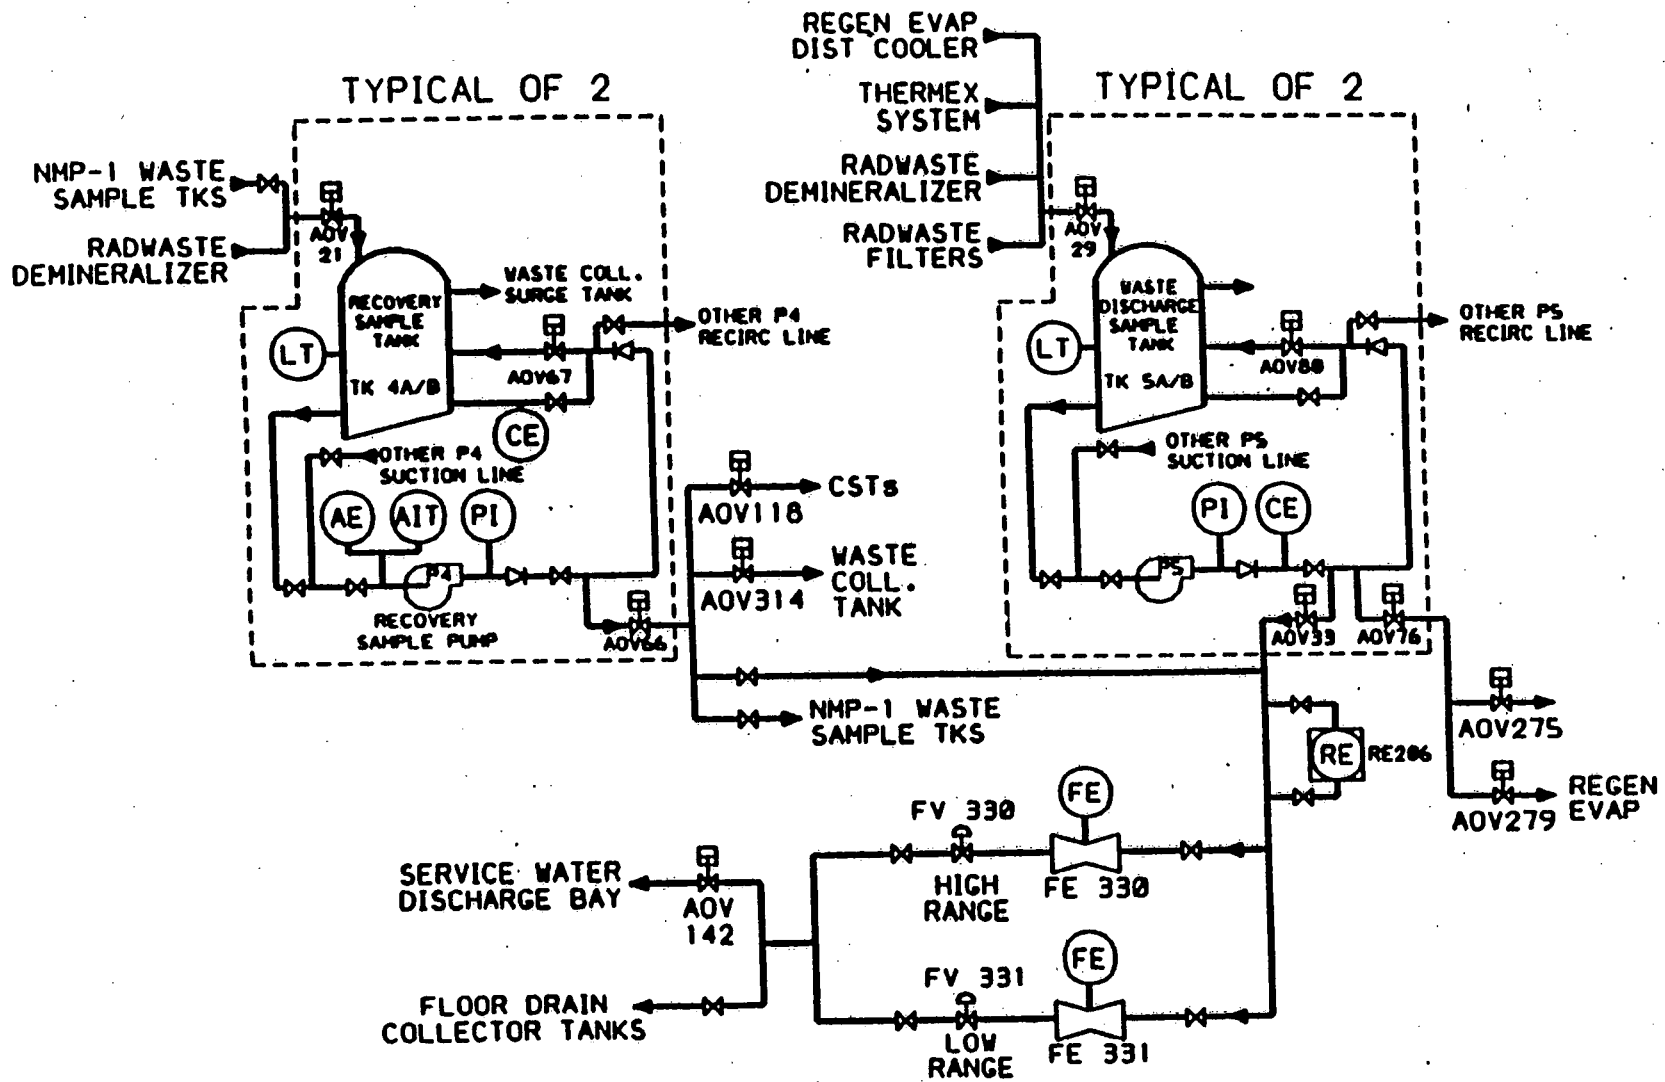 REGEN EVAP
DIST COOLER
TYPICAL OF 2
TYPICAL OF 2
THERMEX
SYSTEM
NMP-1 WASTE
SAMPLE TKS
RADWASTE
DEMINERALIZER
RADWASTE
DEMINERALIZER
AOV
21
RADWASTE
FILTERS
AOV
29
WASTE COLL.
SURGE TANK
RECOVERY
SAMPLE
TANK
TK 4A/B
LT
OTHER P4
RECIRC LINE
AOV67
CE
WASTE
DISCHARGE
SAMPLE
TANK
TK 5A/B
LT
OTHER P5
RECIRC LINE
AOV80
OTHER P4
SUCTION LINE
OTHER P5
SUCTION LINE
AE
AIT
PI
P4
RECOVERY
SAMPLE PUMP
AOV66
CSTs
AOV118
WASTE
COLL.
TANK
AOV314
PI
CE
P5
AOV33
AOV76
NMP-1 WASTE
SAMPLE TKS
RE
RE206
AOV275
REGEN
EVAP
AOV279
FV 330
FE
HIGH
RANGE
FE 330
SERVICE WATER
DISCHARGE BAY
AOV
142
FV 331
FE
FLOOR DRAIN
COLLECTOR TANKS
LOW
RANGE
FE 331